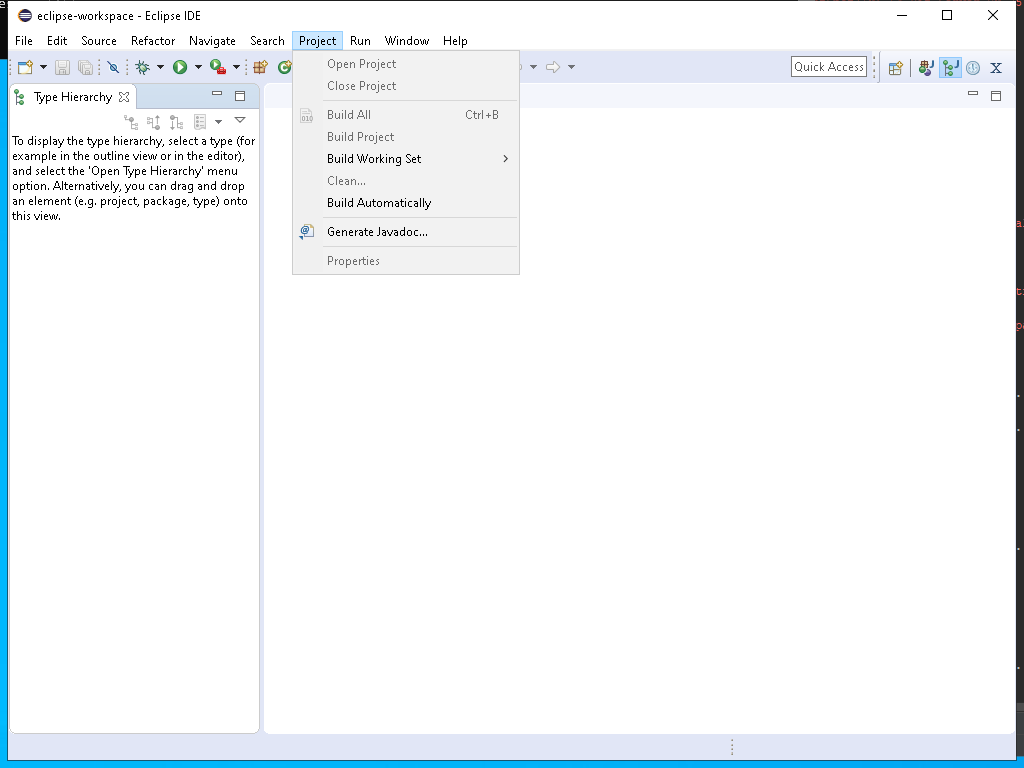 eclipse-workspace - Eclipse IDE
File Edit Source Refactor Navigate Search Project Run Window Help
Quick Access
X
Type Hierarchy
To display the type hierarchy, select a type (for
example in the outline view or in the editor),
and select the 'Open Type Hierarchy' menu
option. Alternatively, you can drag and drop
an element (e.g. project, package, type) onto
this view.
Open Project
Close Project
010 Build All Ctrl+B
Build Project
Build Working Set
Clean...
Build Automatically
@ Generate Javadoc...
Properties